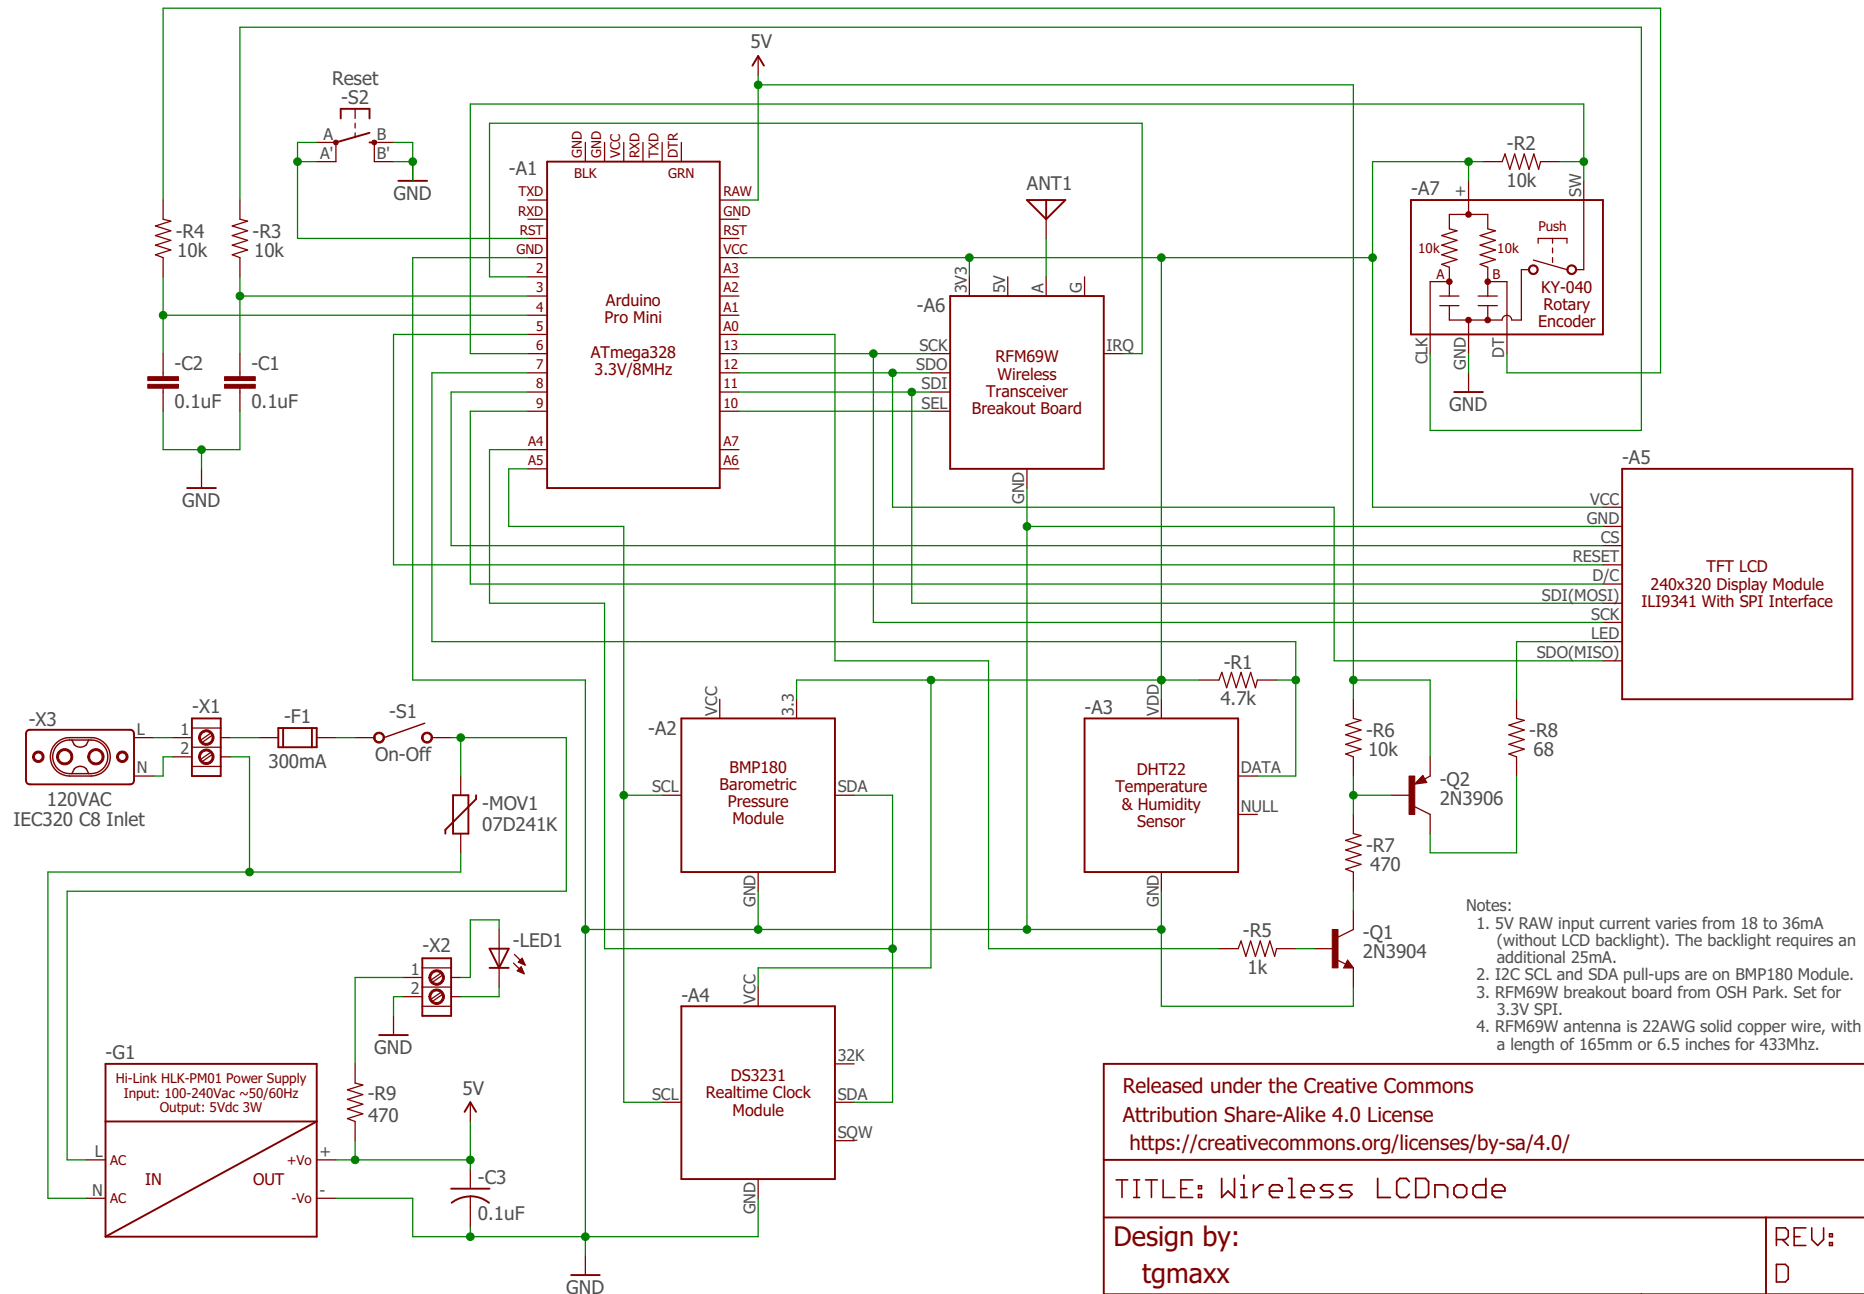 5V
Reset
-S2
A
B
A'
B'
GND
-R4
10k
-R3
10k
-C2
0.1uF
-C1
0.1uF
GND
-A1
GND
GND
VCC
RXD
TXD
DTR
BLK
GRN
TXD
RXD
RST
GND
2
3
4
5
6
7
8
9
A4
A5
RAW
GND
RST
VCC
A3
A2
A1
A0
13
12
11
10
A7
A6
Arduino
Pro Mini
ATmega328
3.3V/8MHz
ANT1
-A6
3V3
5V
A
G
SCK
SDO
SDI
SEL
IRQ
GND
RFM69W
Wireless
Transceiver
Breakout Board
-R2
10k
-A7
+
SW
10k
10k
Push
A
B
KY-040
Rotary
Encoder
CLK
GND
DT
GND
-A5
VCC
GND
CS
RESET
D/C
SDI(MOSI)
SCK
LED
SDO(MISO)
TFT LCD
240x320 Display Module
ILI9341 With SPI Interface
-X3
L
N
120VAC
IEC320 C8 Inlet
-X1
1
2
-F1
300mA
-S1
On-Off
-MOV1
07D241K
-A2
VCC
3.3
SCL
SDA
GND
BMP180
Barometric
Pressure
Module
-R1
4.7k
-A3
VDD
DATA
NULL
GND
DHT22
Temperature
& Humidity
Sensor
-R6
10k
-R8
68
-Q2
2N3906
-R7
470
-R5
1k
-Q1
2N3904
-X2
1
2
-LED1
GND
-A4
VCC
32K
SCL
SDA
SQW
GND
DS3231
Realtime Clock
Module
-G1
Hi-Link HLK-PM01 Power Supply
Input: 100-240Vac ~50/60Hz
Output: 5Vdc 3W
L
AC
N
AC
IN
OUT
+Vo
+
-Vo
-
-R9
470
5V
-C3
0.1uF
GND
Notes:
1. 5V RAW input current varies from 18 to 36mA
(without LCD backlight). The backlight requires an
additional 25mA.
2. I2C SCL and SDA pull-ups are on BMP180 Module.
3. RFM69W breakout board from OSH Park. Set for
3.3V SPI.
4. RFM69W antenna is 22AWG solid copper wire, with
a length of 165mm or 6.5 inches for 433Mhz.
Released under the Creative Commons
Attribution Share-Alike 4.0 License
https://creativecommons.org/licenses/by-sa/4.0/
TITLE: Wireless LCDnode
Design by:
tgmaxx
REV:
D